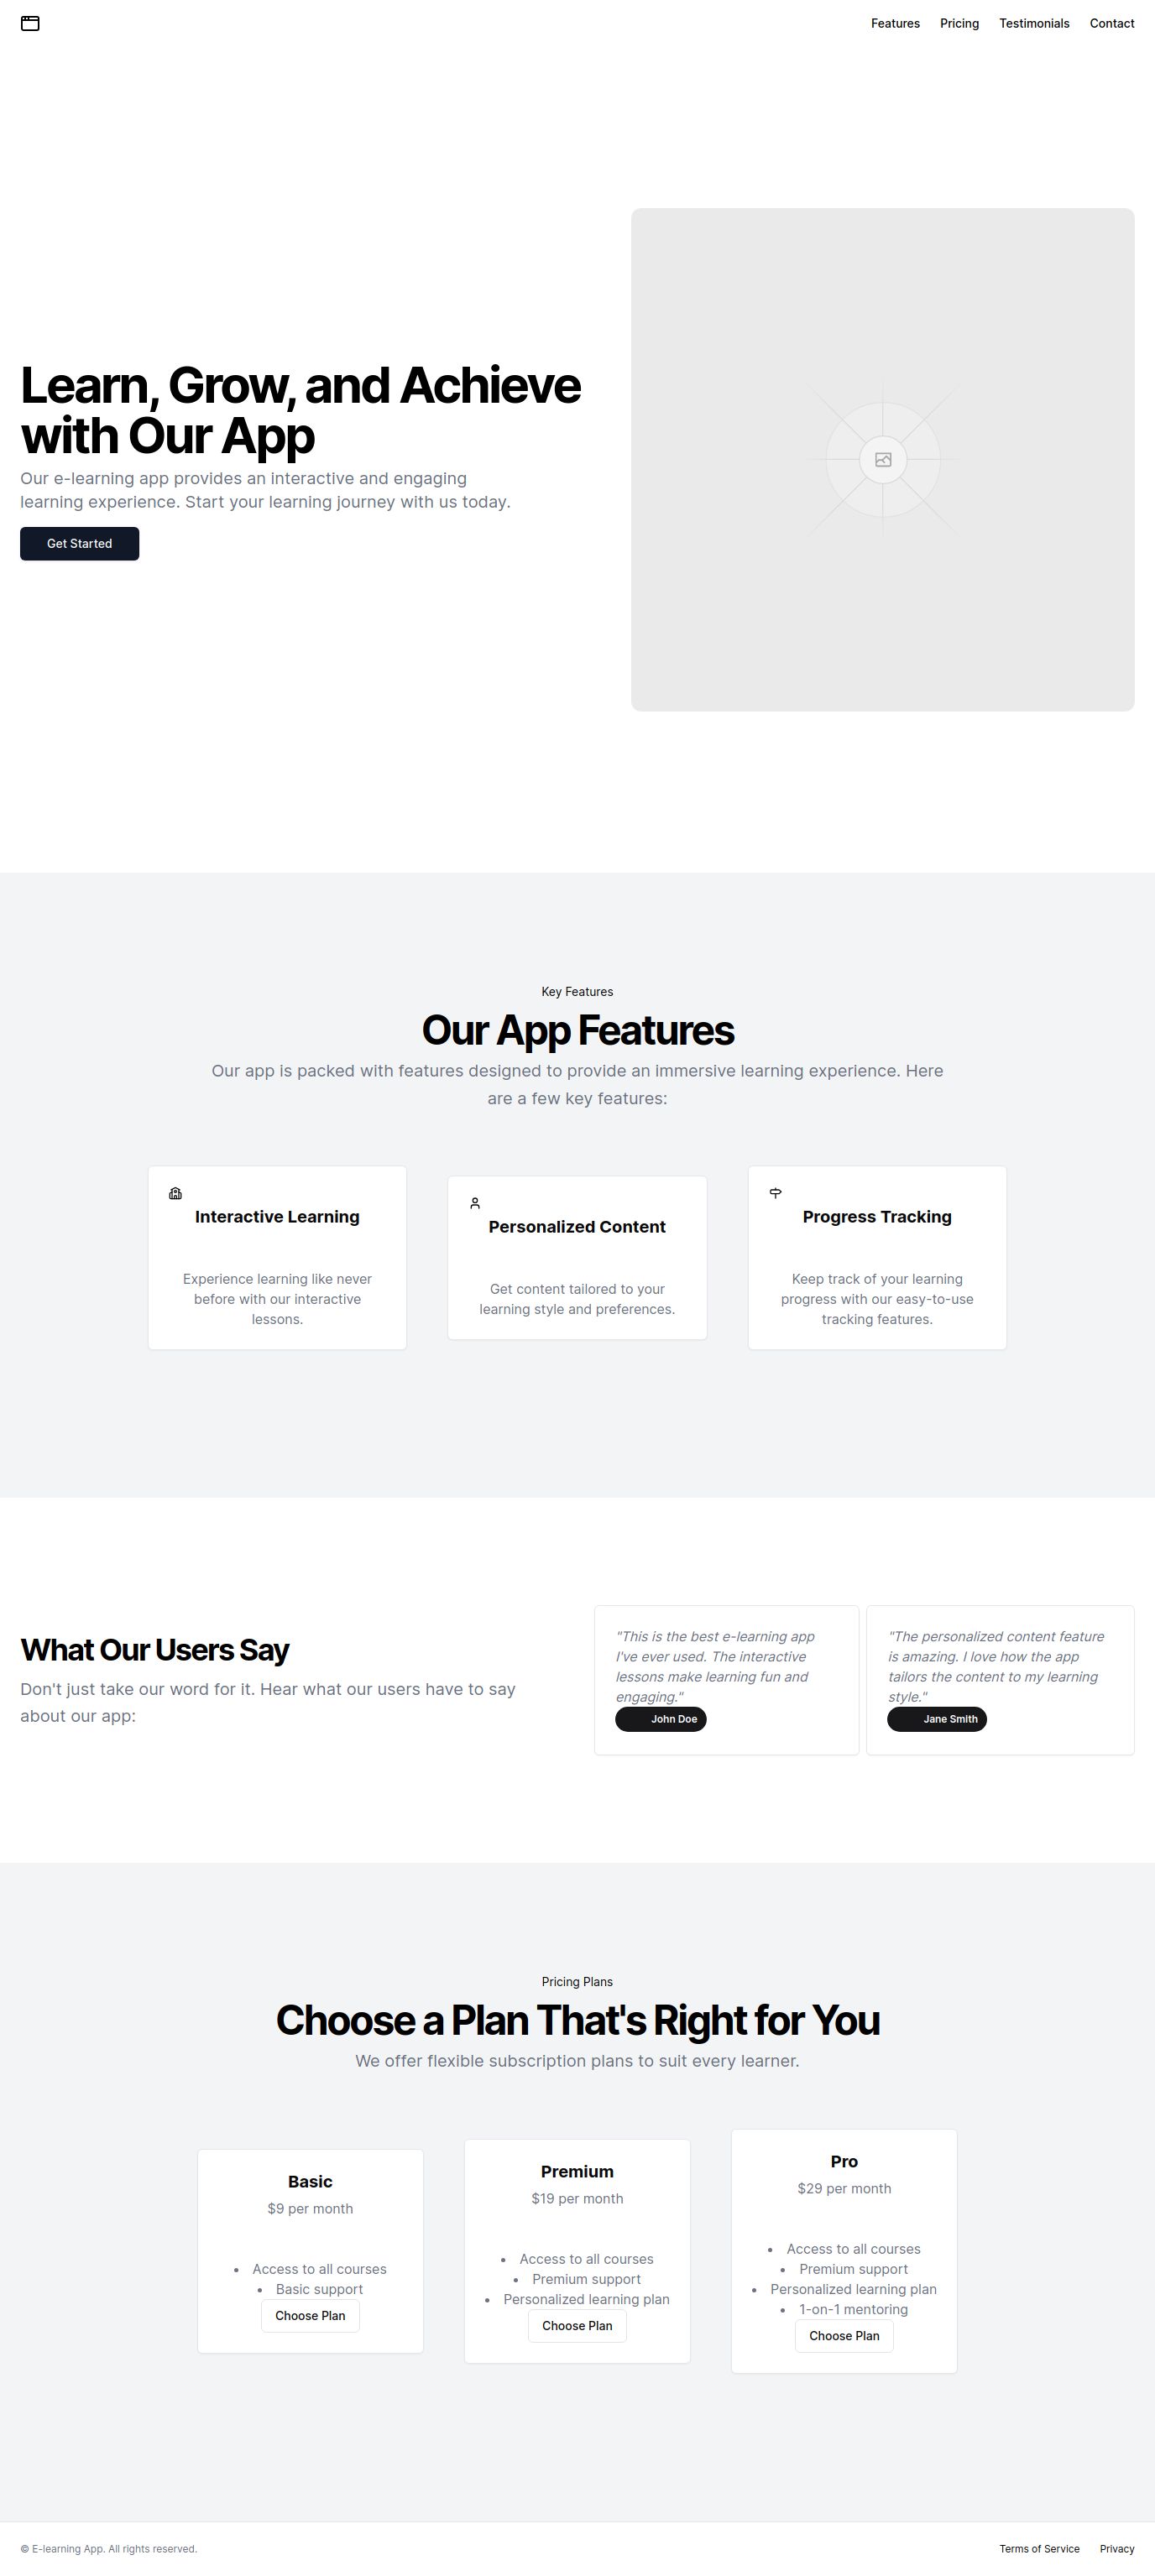 Features Pricing Testimonials Contact
Learn, Grow, and Achieve
with Our App
Our e-learning app provides an interactive and engaging
learning experience. Start your learning journey with us today.
Get Started
Key Features
Our App Features
Our app is packed with features designed to provide an immersive learning experience. Here
are a few key features:
Interactive Learning
Experience learning like never
before with our interactive
lessons.
Personalized Content
Get content tailored to your
learning style and preferences.
Progress Tracking
Keep track of your learning
progress with our easy-to-use
tracking features.
What Our Users Say
Don't just take our word for it. Hear what our users have to say
about our app:
"This is the best e-learning app
I've ever used. The interactive
lessons make learning fun and
engaging."
John Doe
"The personalized content feature
is amazing. I love how the app
tailors the content to my learning
style."
Jane Smith
Pricing Plans
Choose a Plan That's Right for You
We offer flexible subscription plans to suit every learner.
Basic
$9 per month
• Access to all courses
• Basic support
Choose Plan
Premium
$19 per month
• Access to all courses
• Premium support
• Personalized learning plan
Choose Plan
Pro
$29 per month
• Access to all courses
• Premium support
• Personalized learning plan
• 1-on-1 mentoring
Choose Plan
© E-learning App. All rights reserved.
Terms of Service Privacy